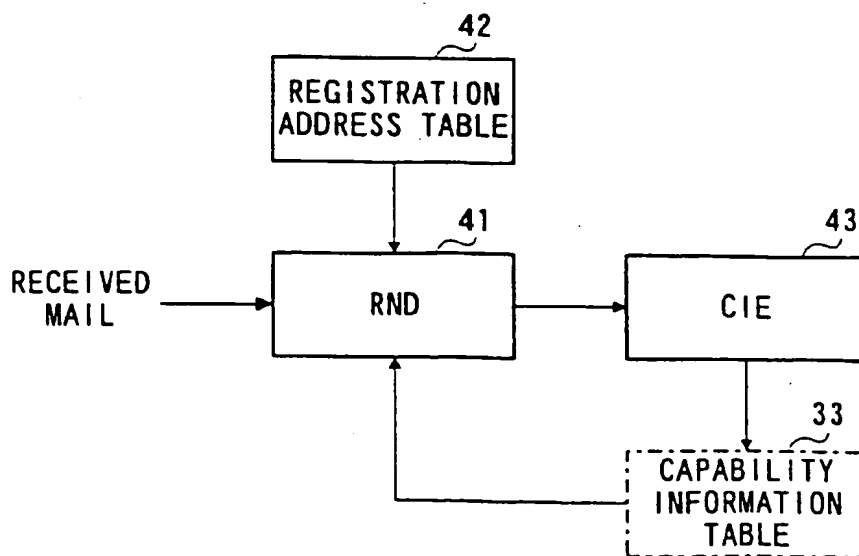 42
REGISTRATION
ADDRESS TABLE
41
43
RECEIVED
MAIL
RND
CIE
33
CAPABILITY
INFORMATION
TABLE